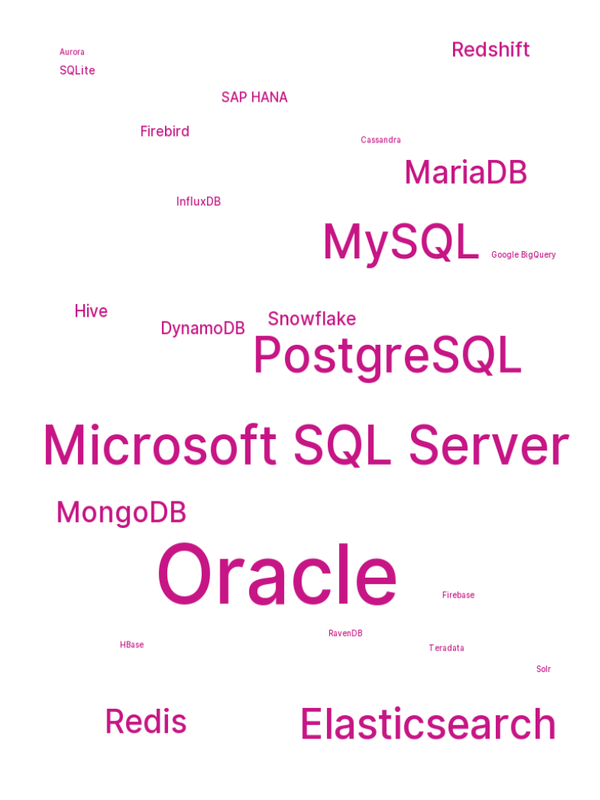 Redshift
Aurora
SQLite
SAP HANA
Firebird
Cassandra
MariaDB
InfluxDB
MySQL
Google BigQuery
Hive
Snowflake
DynamoDB
PostgreSQL
Microsoft SQL Server
MongoDB
Oracle
Firebase
RavenDB
HBase
Teradata
Solr
Redis
Elasticsearch